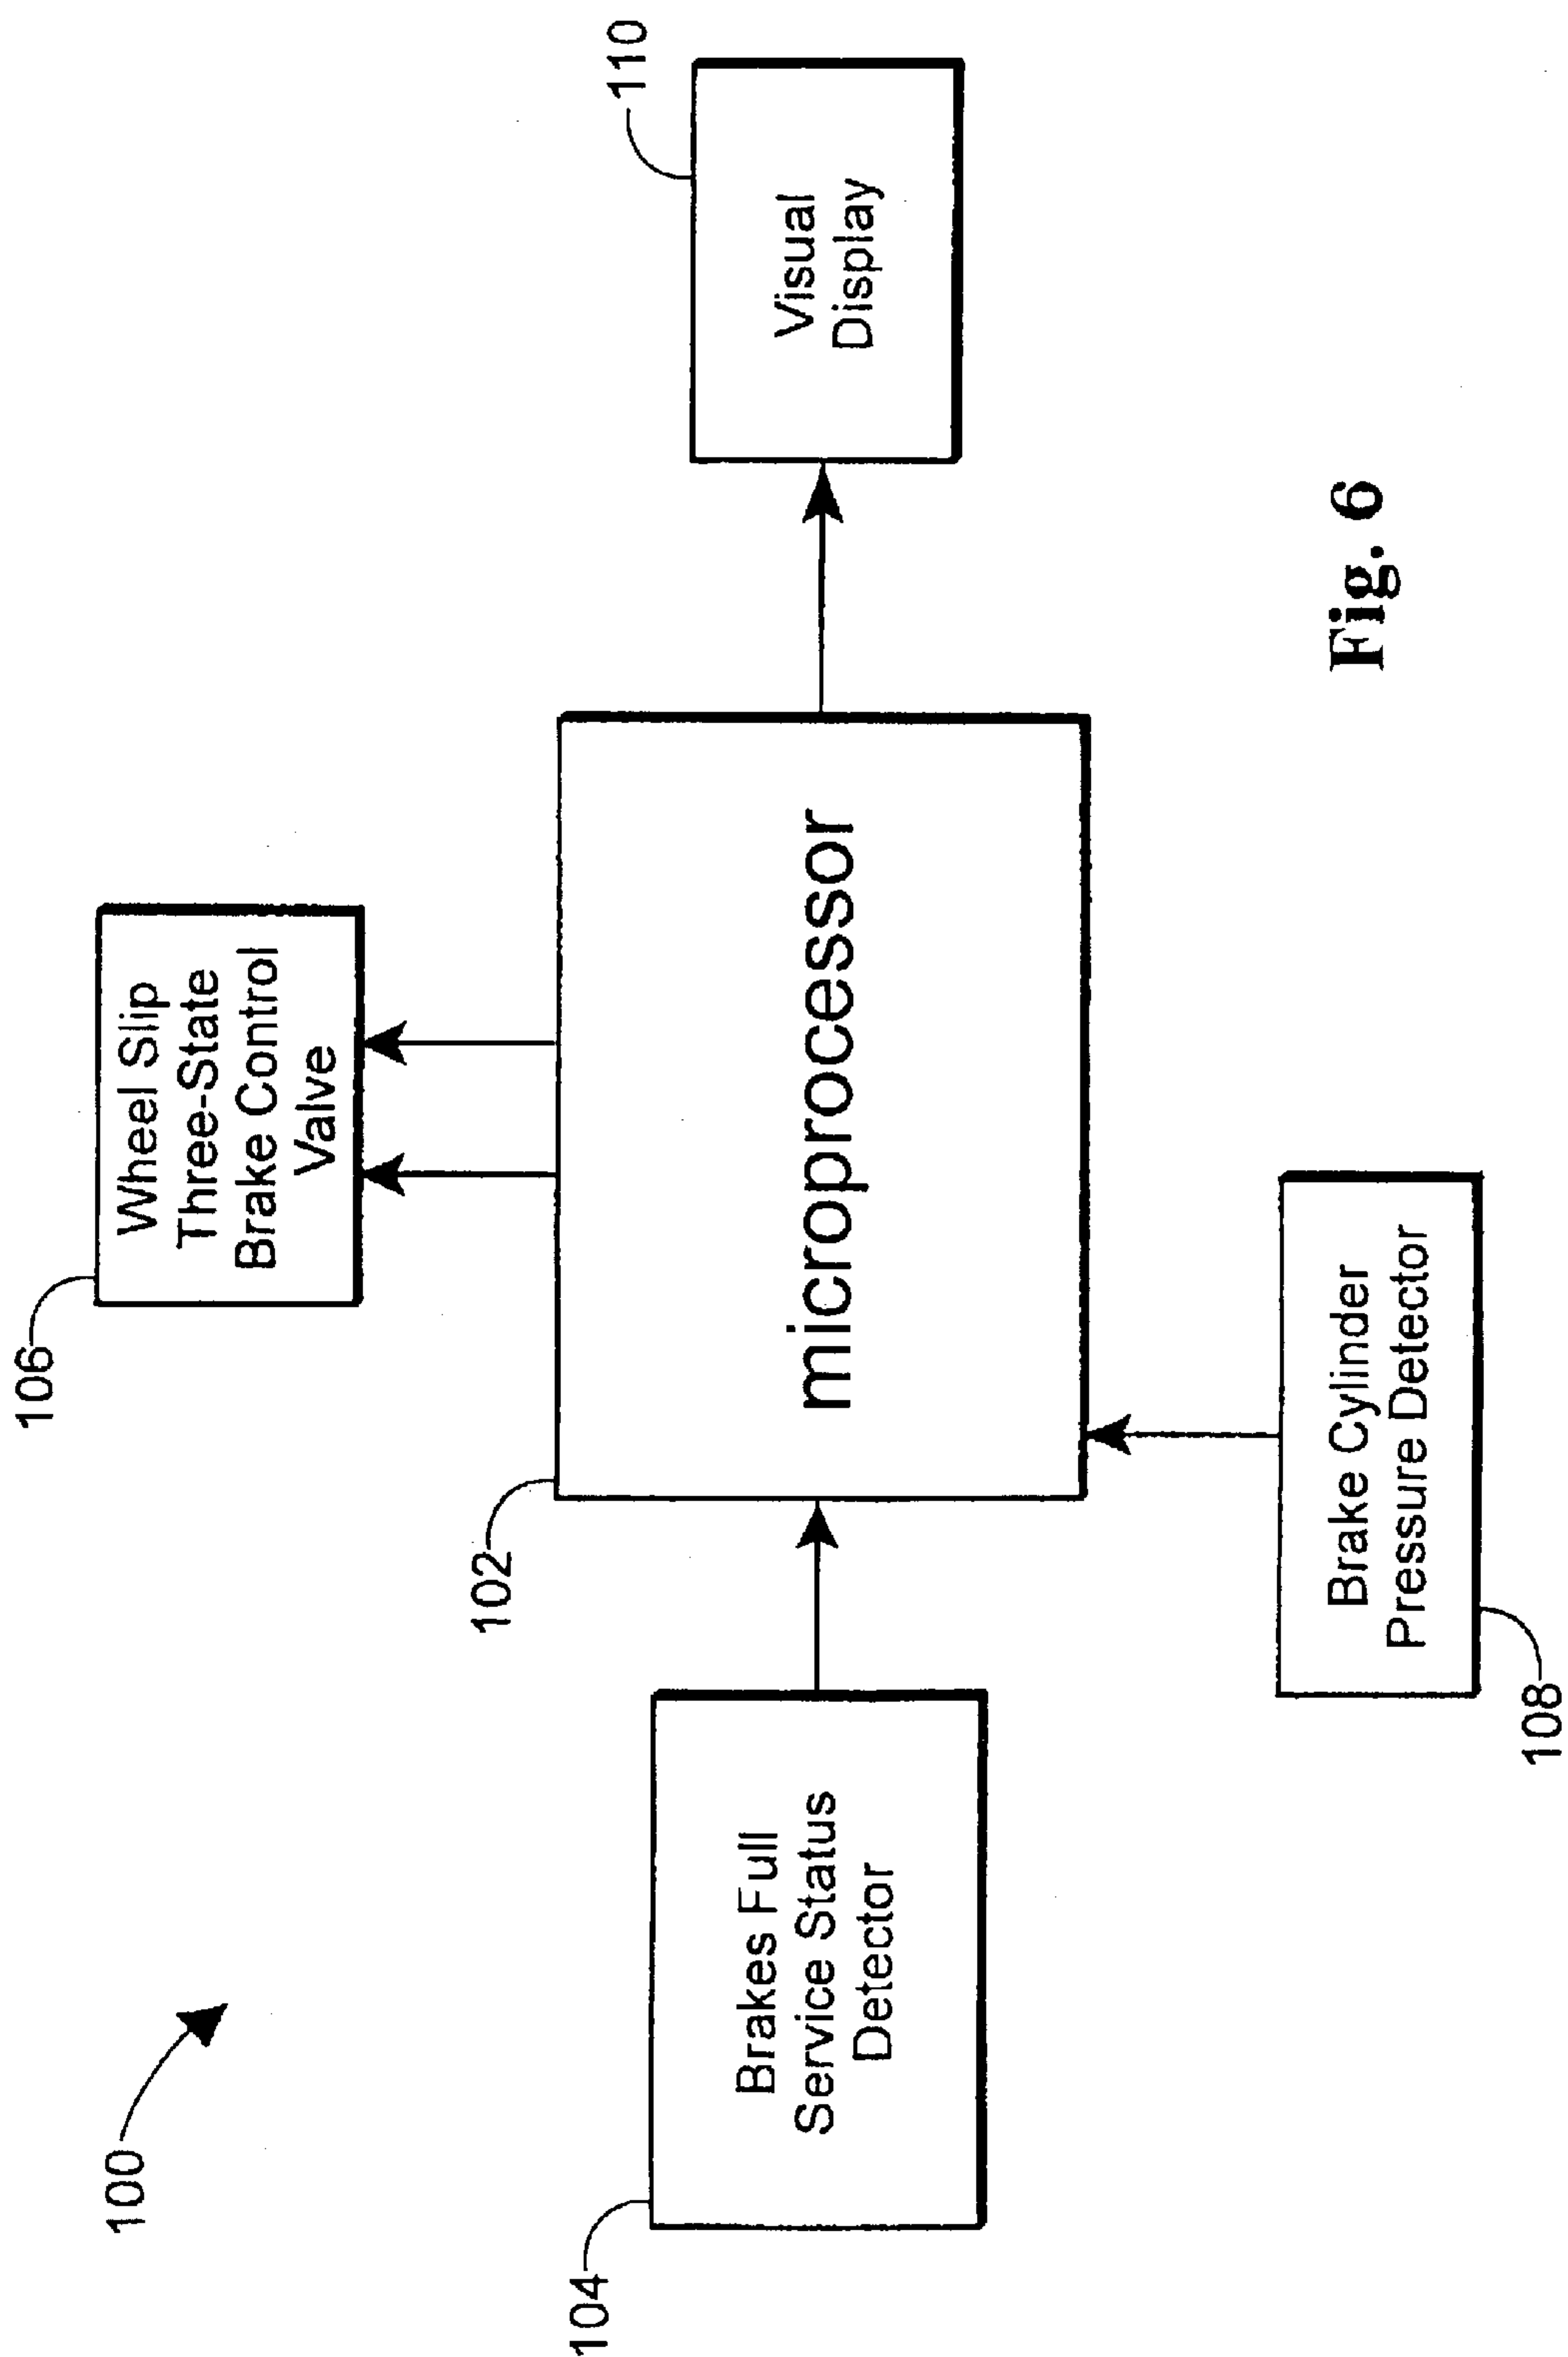 100
106
Wheel Slip
Three-State
Brake Control
Valve
102
microprocessor
104
Brakes Full
Service Status
Detector
110
Visual
Display
108
Brake Cylinder
Pressure Detector
Fig. 6